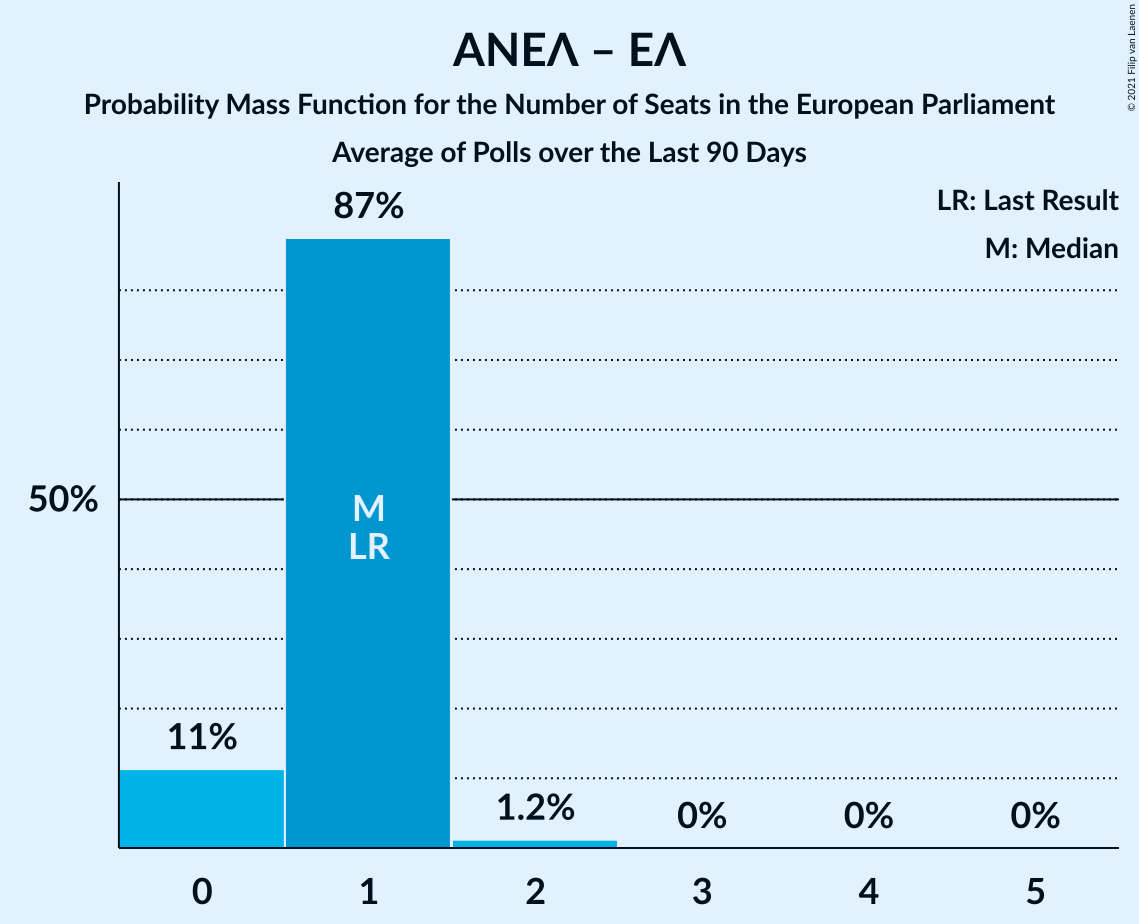 ΑΝΕΛ – ΕΛ
Probability Mass Function for the Number of Seats in the European Parliament
Average of Polls over the Last 90 Days
© 2021 Filip van Laenen
LR: Last Result
M: Median
87%
50%
M
LR
11%
1.2%
0%
0%
0%
0
1
2
3
4
5